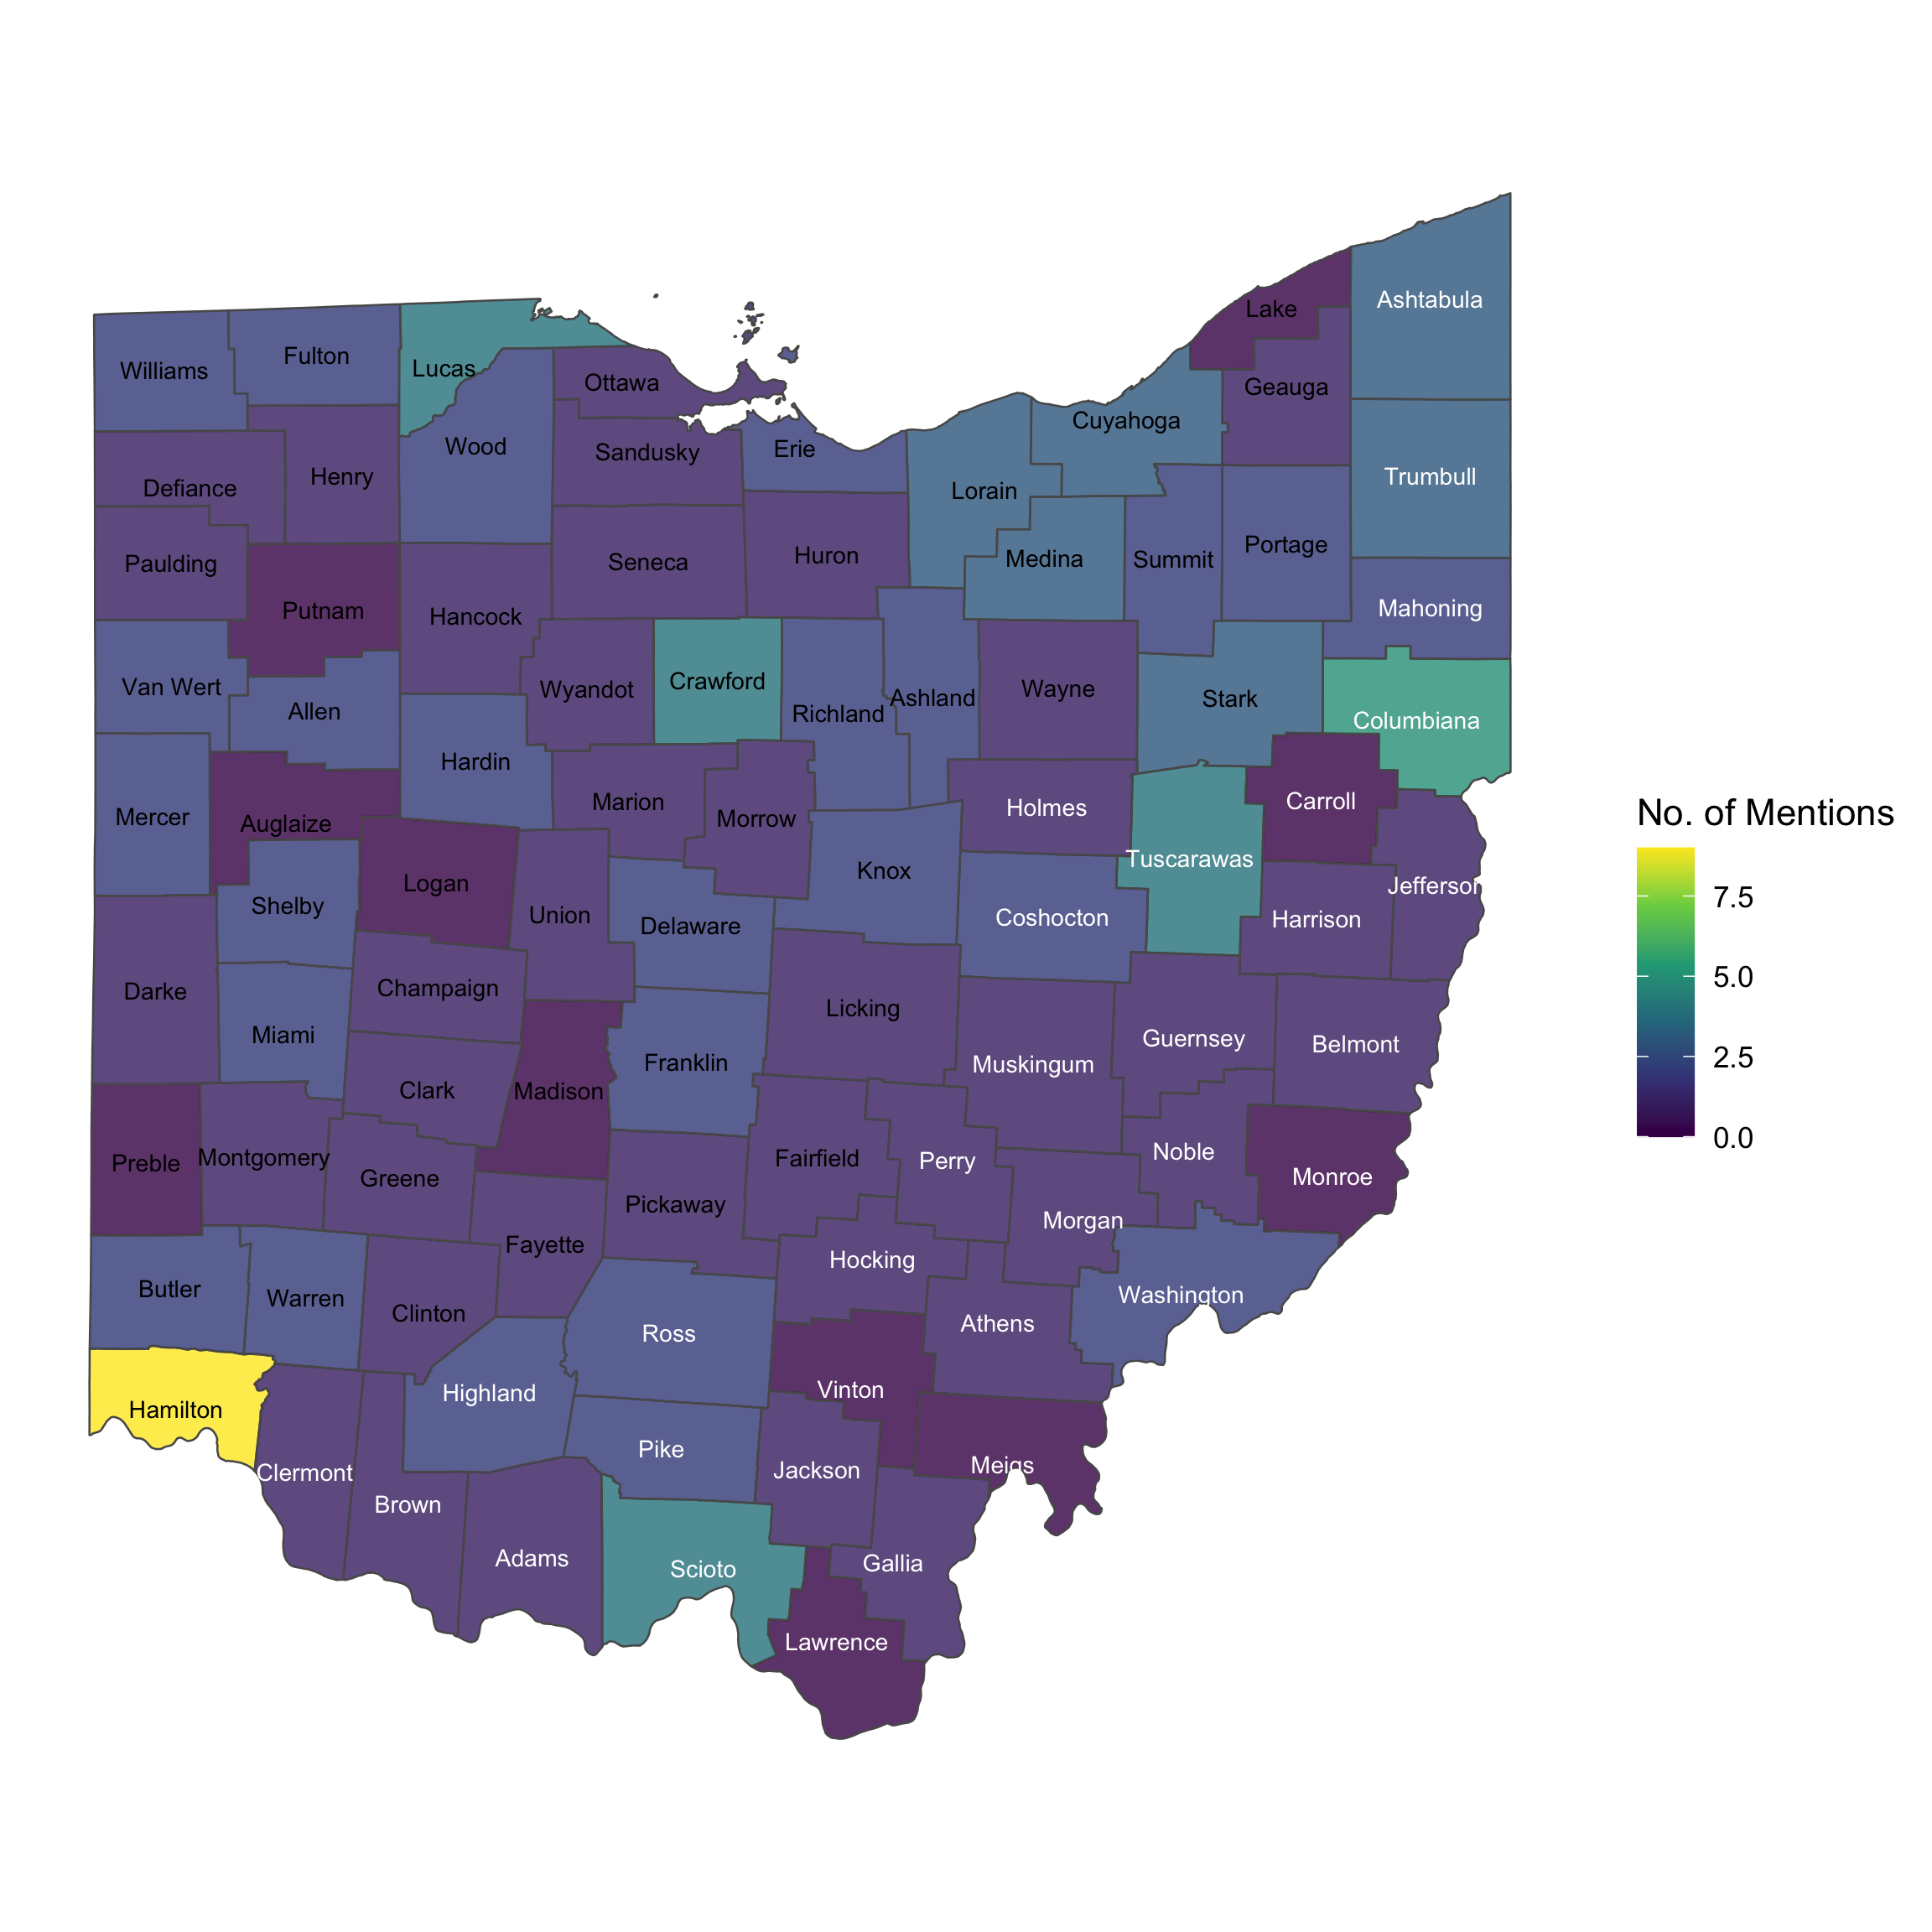 Ashtabula
Lake
Fulton
Williams
Lucas
Ottawa
Geauga
Cuyahoga
Wood
Erie
Sandusky
Henry
Trumbull
Defiance
Lorain
Portage
Huron
Medina
Summit
Seneca
Paulding
Mahoning
Putnam
Hancock
Crawford
Van Wert
Wyandot
Wayne
Ashland
Stark
Allen
Richland
Columbiana
Hardin
Marion
Carroll
Holmes
Mercer
Morrow
Auglaize
Tuscarawas
Knox
Logan
Jefferson
Shelby
Union
Coshocton
Harrison
Delaware
Champaign
Darke
Licking
Miami
Guernsey
Belmont
Franklin
Muskingum
Clark
Madison
Noble
Montgomery
Fairfield
Perry
Preble
Monroe
Greene
Pickaway
Morgan
Fayette
Hocking
Butler
Washington
Warren
Clinton
Athens
Ross
Vinton
Highland
Hamilton
Pike
Meigs
Jackson
Clermont
Brown
Adams
Gallia
Scioto
Lawrence
No. of Mentions
7.5
5.0
2.5
0.0